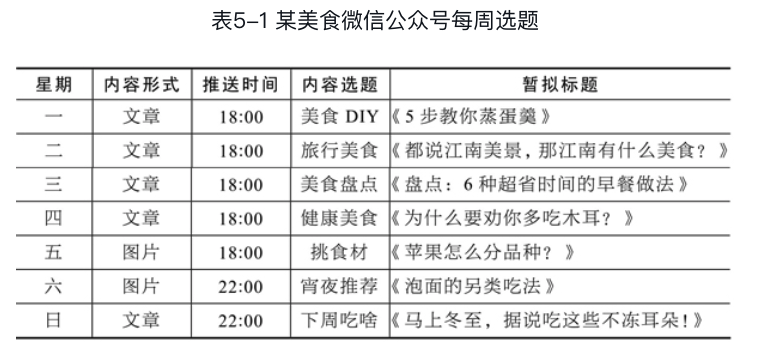 表5-1 某美食微信公众号每周选题
星期 内容形式 推送时间 内容选题 暂拟标题
一 文章 18:00 美食 DIY 《5 步教你蒸蛋羹》
二 文章 18:00 旅行美食 《都说江南美景，那江南有什么美食？》
三 文章 18:00 美食盘点 《盘点：6 种超省时间的早餐做法》
四 文章 18:00 健康美食 《为什么要劝你多吃木耳？》
五 图片 18:00 挑食材 《苹果怎么分品种？》
六 图片 22:00 宵夜推荐 《泡面的另类吃法》
日 文章 22:00 下周吃啥 《马上冬至，据说吃这些不冻耳朵！》